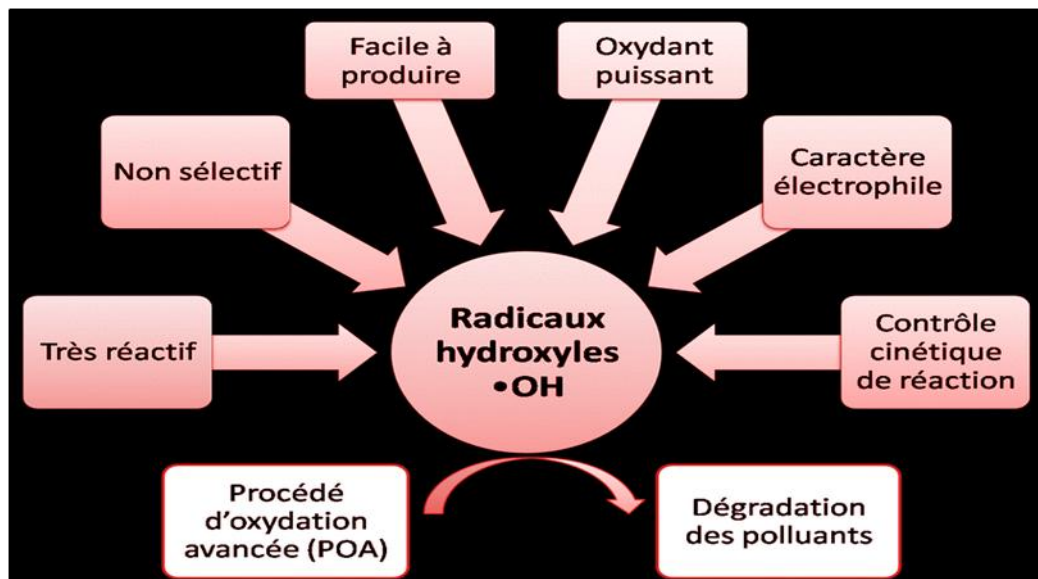 Facile à
produire
Oxydant
puissant
Non sélectif
Caractère
électrophile
Très réactif
Radicaux
hydroxyles
•OH
Contrôle
cinétique
de réaction
Procédé
d'oxydation
avancée (POA)
Dégradation
des polluants